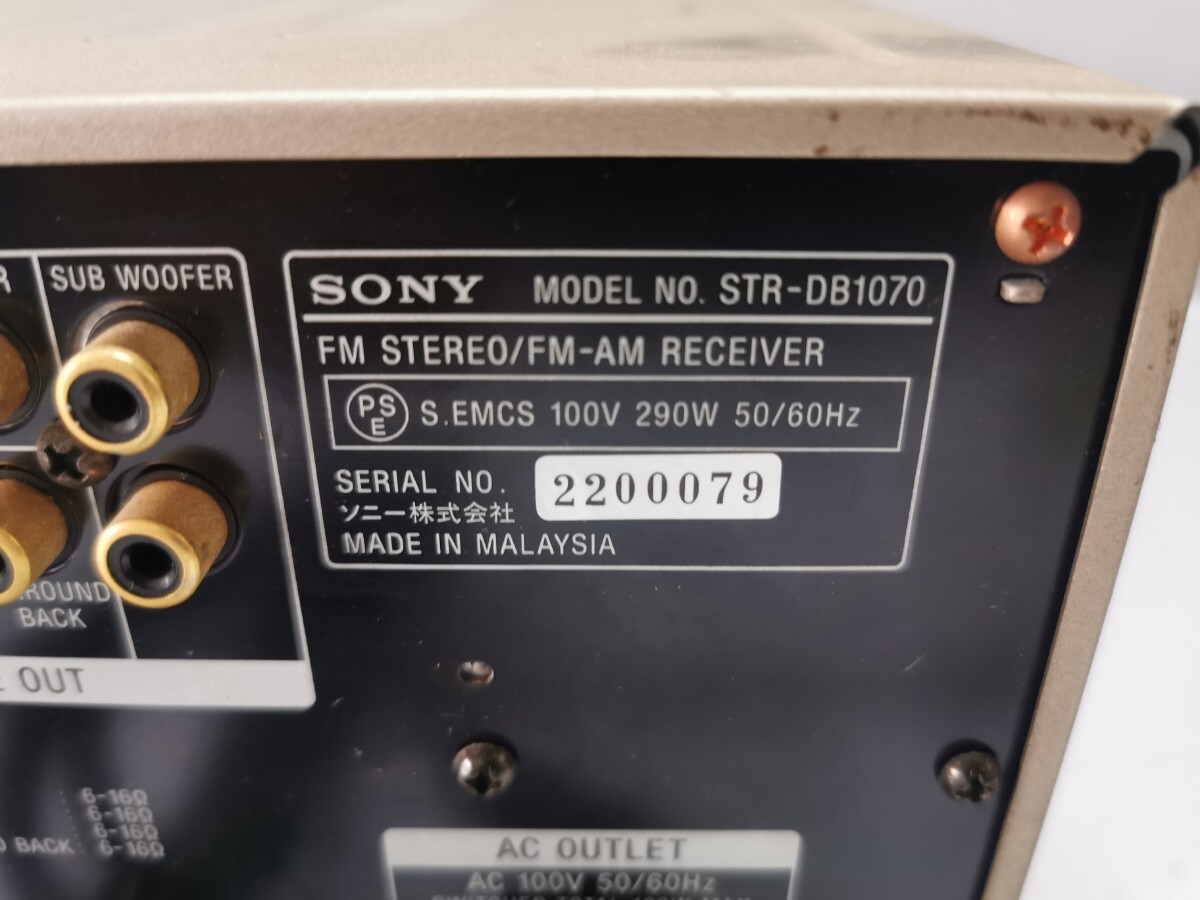 SUB WOOFER
SONY MODEL NO. STR-DB1070
FM STEREO/FM-AM RECEIVER
PSE S.EMCS 100V 290W 50/60Hz
SERIAL NO. 2200079
ソニー株式会社
MADE IN MALAYSIA
BACK
OUT
6-16Ω
6-16Ω
6-16Ω
BACK : 6-16Ω
AC OUTLET
AC 100V 50/60Hz